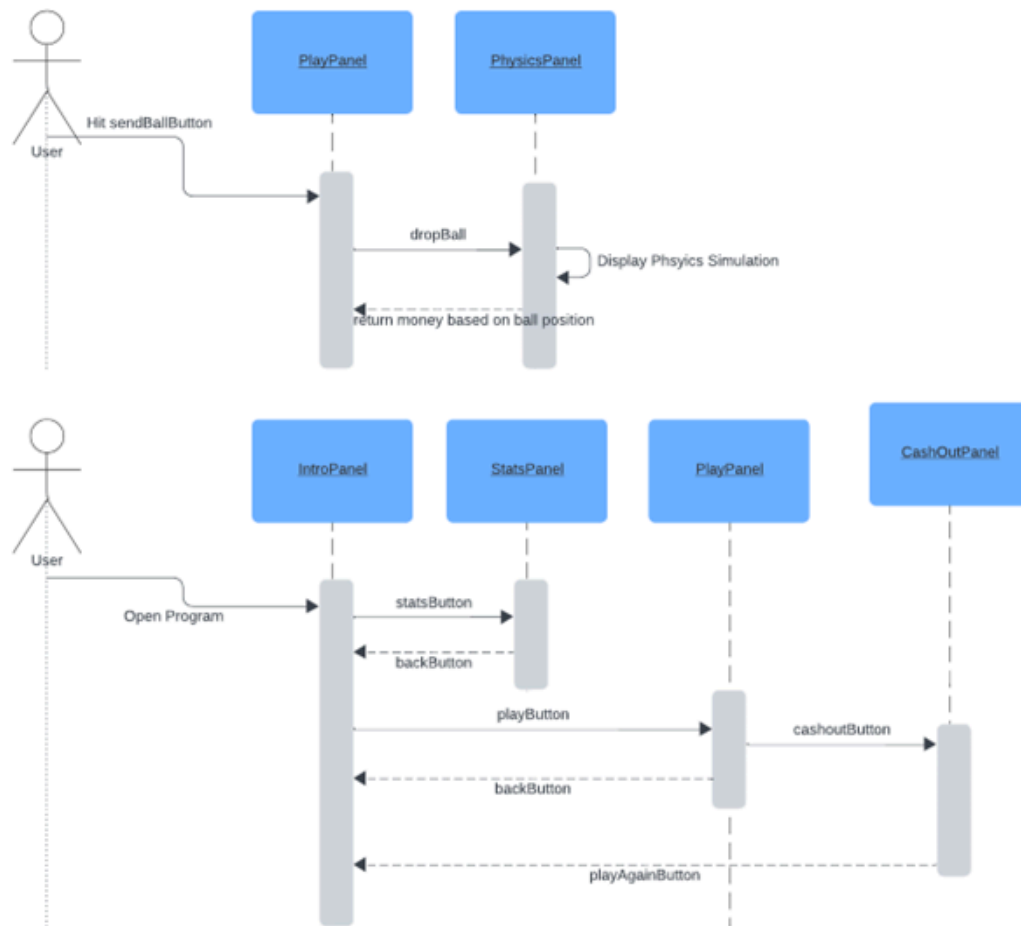 PlayPanel
PhysicsPanel
Hit sendBallButton
User
dropBall
Display Phsyics Simulation
return money based on ball position
IntroPanel
StatsPanel
PlayPanel
CashOutPanel
User
Open Program
statsButton
backButton
playButton
cashoutButton
backButton
playAgainButton